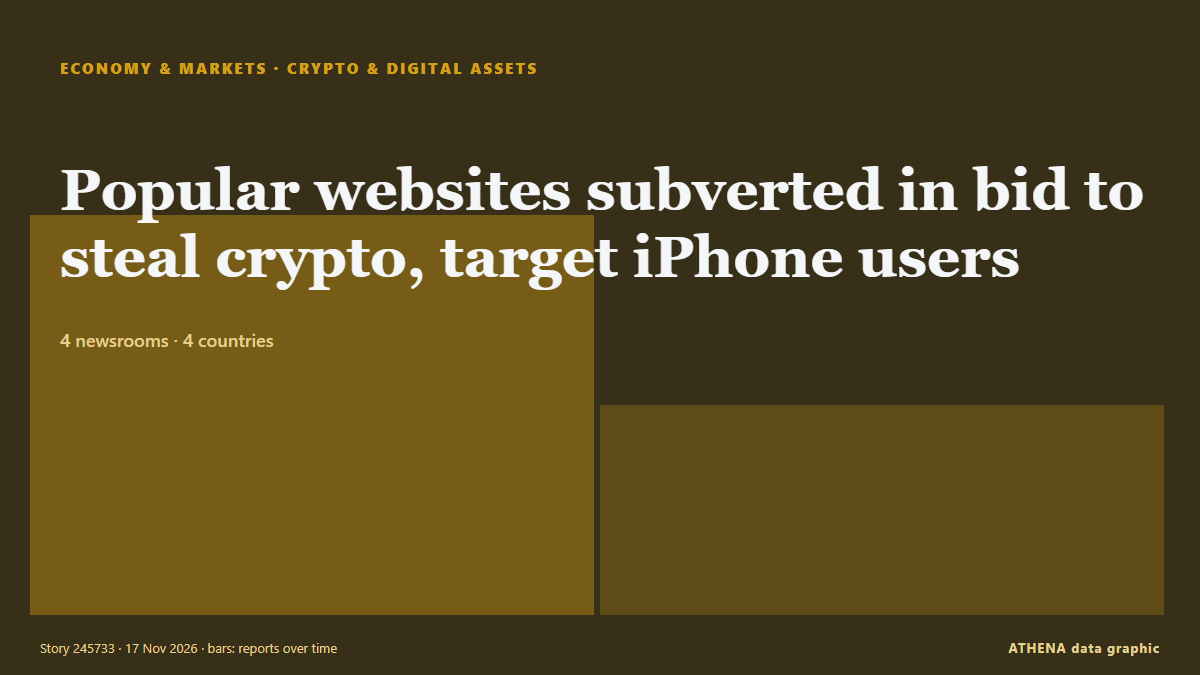 ECONOMY & MARKETS · CRYPTO & DIGITAL ASSETS
Popular websites subverted in bid to
steal crypto, target iPhone users
4 newsrooms · 4 countries
Story 245733 · 17 Nov 2026 · bars: reports over time
ATHENA data graphic